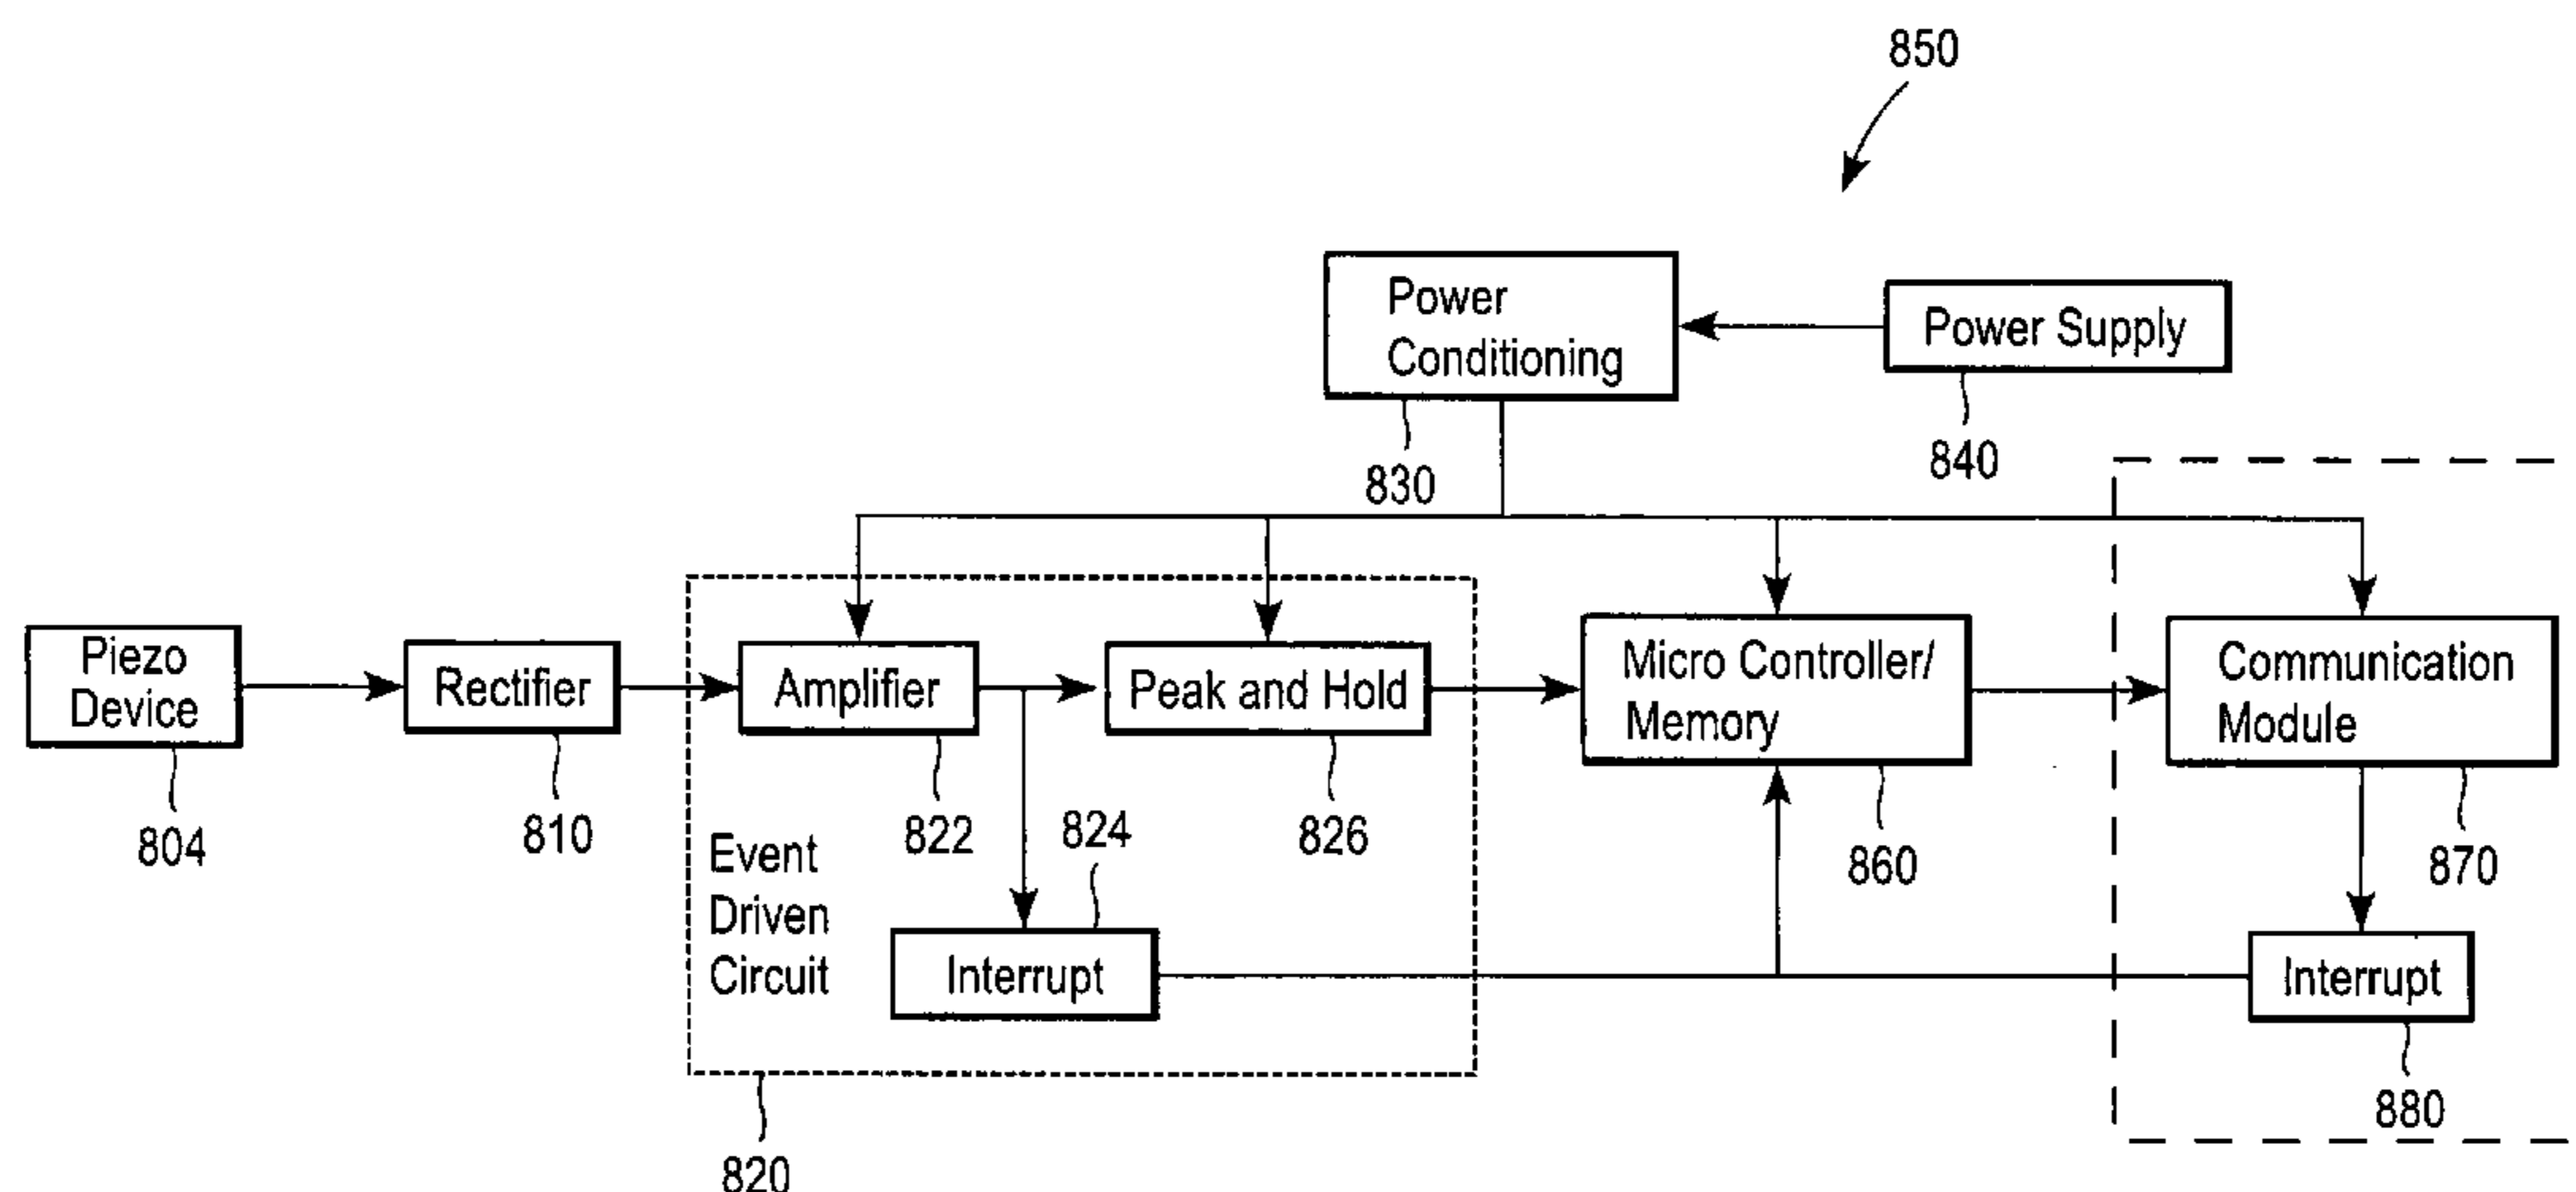 850
Power
Conditioning
830
Power Supply
840
Piezo
Device
804
Rectifier
810
Amplifier
822
Peak and Hold
826
Micro Controller/
Memory
860
Communication
Module
870
Event
Driven
Circuit
824
Interrupt
Interrupt
880
820